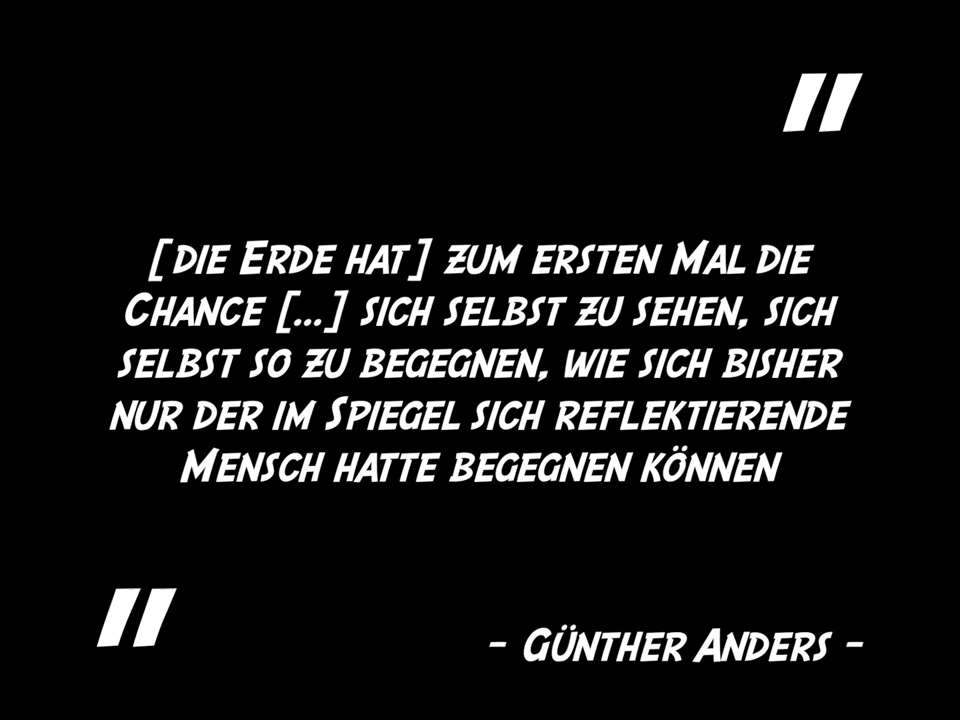 "
[die Erde hat] zum ersten Mal die
Chance [...] sich selbst zu sehen, sich
selbst so zu begegnen, wie sich bisher
nur der im Spiegel sich reflektierende
Mensch hatte begegnen können
"
- Günther Anders -